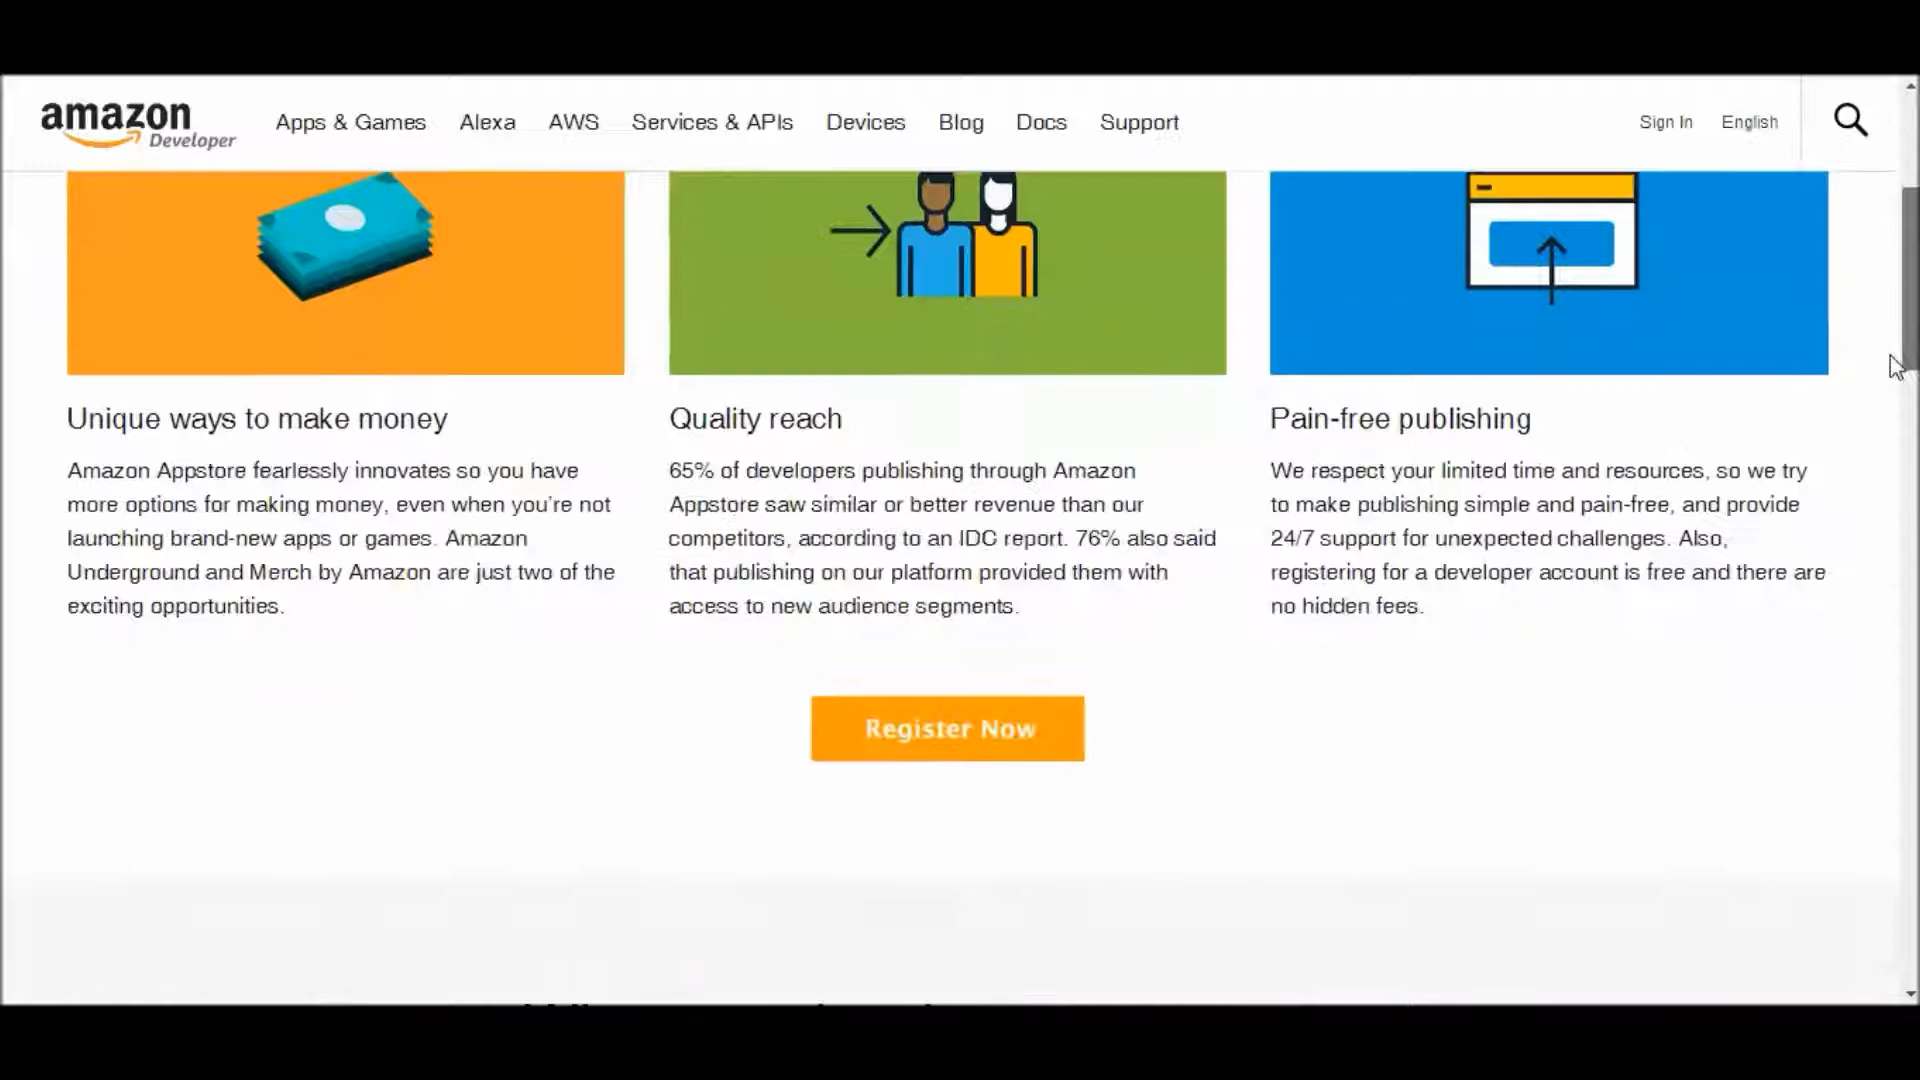 amazon
Developer
Apps & Games Alexa AWS Services & APIs Devices Blog Docs Support
Sign In English
Unique ways to make money
Amazon Appstore fearlessly innovates so you have
more options for making money, even when you're not
launching brand-new apps or games. Amazon
Underground and Merch by Amazon are just two of the
exciting opportunities.
Quality reach
65% of developers publishing through Amazon
Appstore saw similar or better revenue than our
competitors, according to an IDC report. 76% also said
that publishing on our platform provided them with
access to new audience segments.
Pain-free publishing
We respect your limited time and resources, so we try
to make publishing simple and pain-free, and provide
24/7 support for unexpected challenges. Also,
registering for a developer account is free and there are
no hidden fees.
Register Now